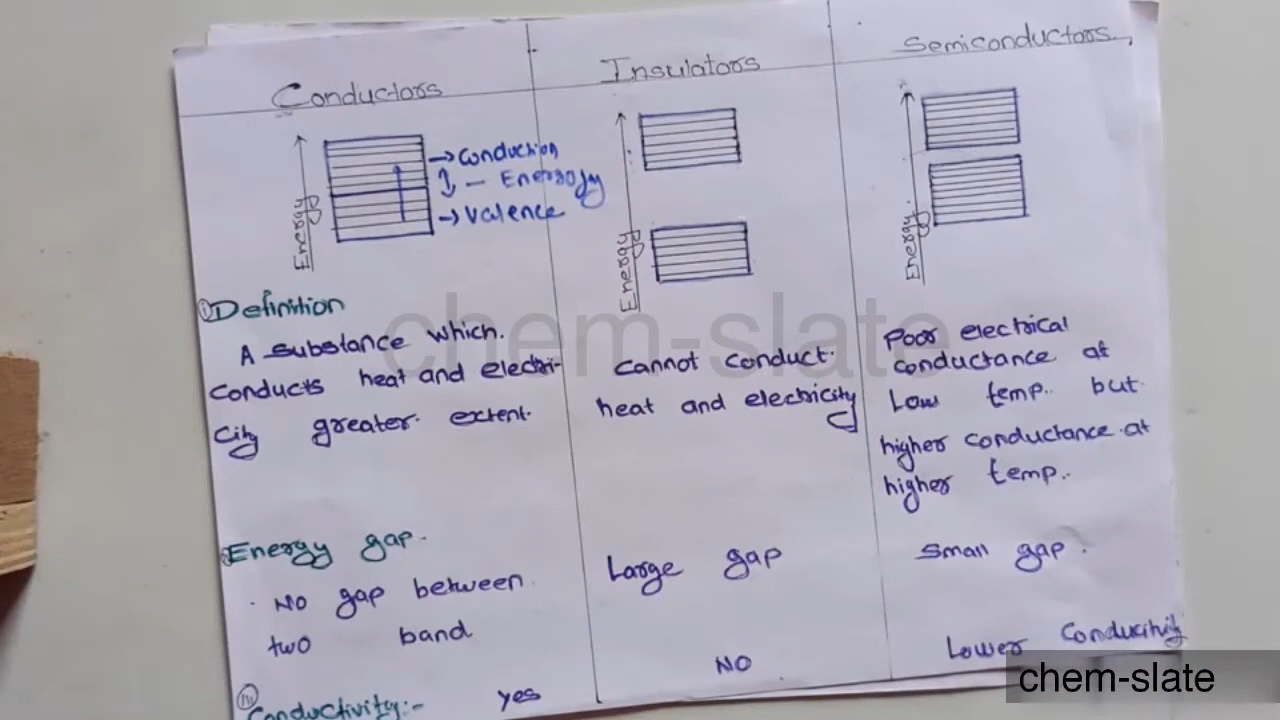 Conductors
Insulators
Semiconductors,
Energy
→ Conduction
↕ – Energy
→ Valence
Energy
Energy
(i) Definition
A substance which.
conducts heat and electri-
city greater extent.
cannot conduct.
heat and electricity
Poor electrical
conductance at
Low temp. but
higher conductance at
higher temp..
Energy gap.
. No gap between
two band
Large gap
Small gap.
Conductivity:-
yes
NO
Lower Conductivity
chem-slate
chem-slate